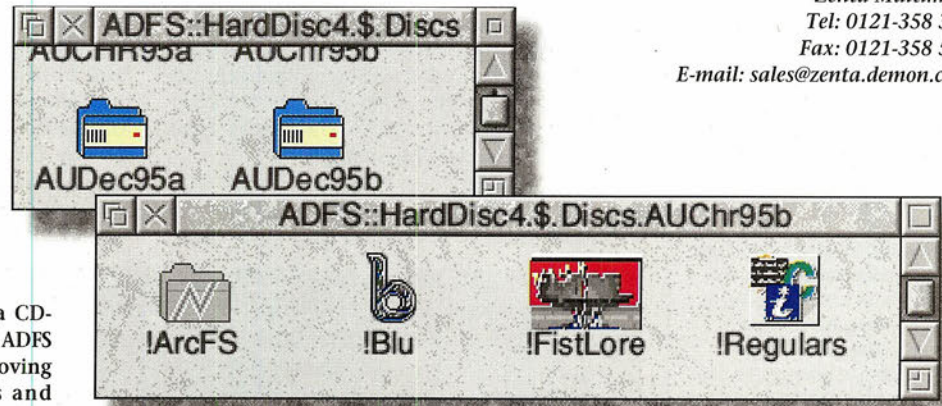 Tel: 0121-358
Fax: 0121-358
E-mail: sales@zenta.demon.c
ADFS::HardDisc4.$.Discs
AUCHR95a AUChr95b
AUDec95a AUDec95b
ADFS::HardDisc4.$.Discs.AUChr95b
!ArcFS !Blu !FistLore !Regulars
a CD-
ADFS
oving
s and